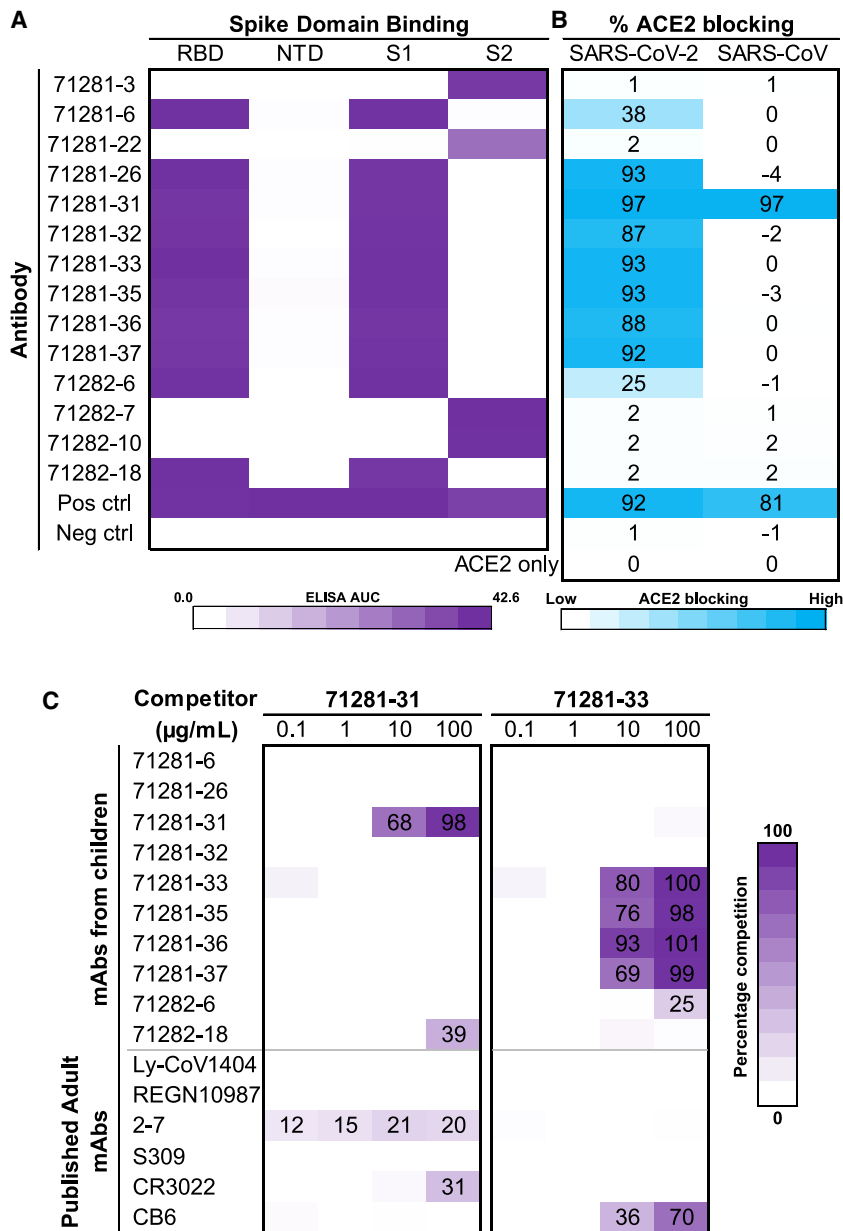 A
Spike Domain Binding
RBD NTD S1 S2
B
% ACE2 blocking
SARS-CoV-2 SARS-CoV
Antibody
71281-3 1 1
71281-6 38 0
71281-22 2 0
71281-26 93 -4
71281-31 97 97
71281-32 87 -2
71281-33 93 0
71281-35 93 -3
71281-36 88 0
71281-37 92 0
71282-6 25 -1
71282-7 2 1
71282-10 2 2
71282-18 2 2
Pos ctrl 92 81
Neg ctrl 1 -1
ACE2 only 0 0
0.0 ELISA AUC 42.6
Low ACE2 blocking High
C
Competitor 71281-31 71281-33
(µg/mL) 0.1 1 10 100 0.1 1 10 100
mAbs from children
71281-6
71281-26
71281-31 68 98
71281-32
71281-33 80 100
71281-35 76 98
71281-36 93 101
71281-37 69 99
71282-6 25
71282-18 39
Published Adult
mAbs
Ly-CoV1404
REGN10987
2-7 12 15 21 20
S309
CR3022 31
CB6 36 70
100
Percentage competition
0